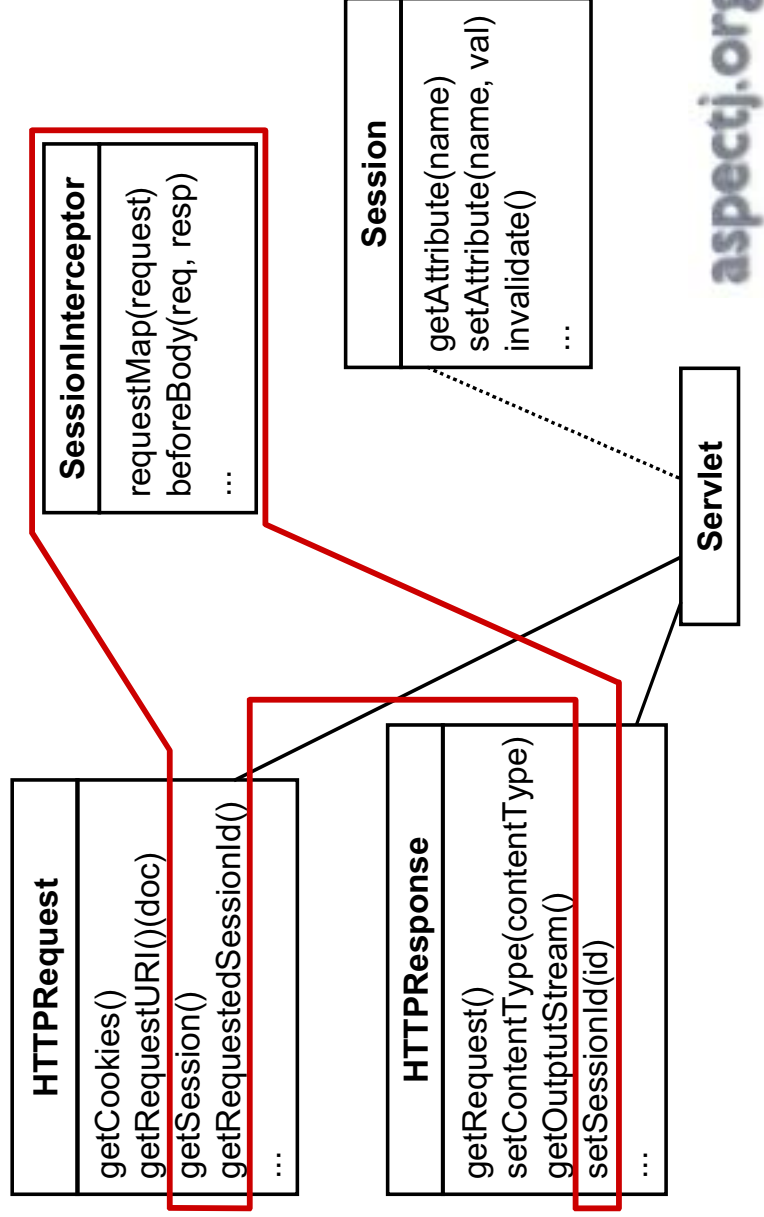 HTTPRequest
getCookies()
getRequestURI()(doc)
getSession()
getRequestedSessionId()
...
SessionInterceptor
requestMap(request)
beforeBody(req, resp)
...
HTTPResponse
getRequest()
setContentType(contentType)
getOutptutStream()
setSessionId(id)
...
Session
getAttribute(name)
setAttribute(name, val)
invalidate()
...
Servlet
aspectj.org